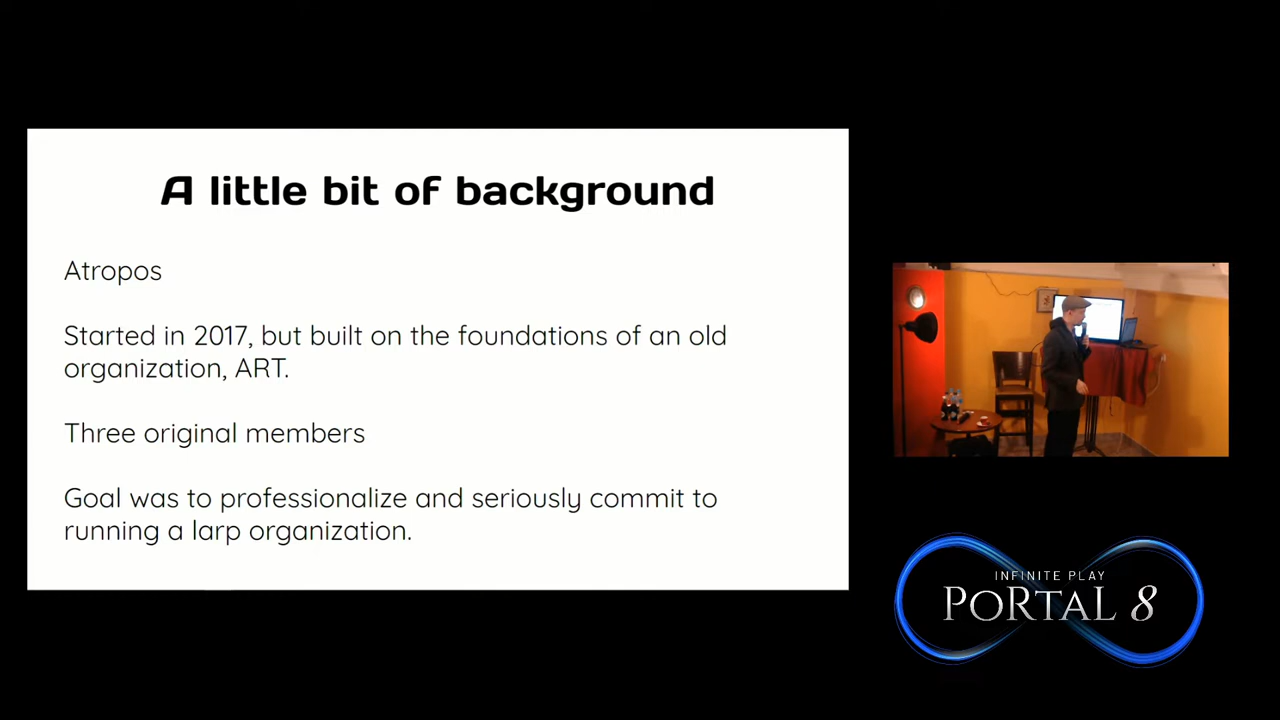 A little bit of background
Atropos
Started in 2017, but built on the foundations of an old
organization, ART.
Three original members
Goal was to professionalize and seriously commit to
running a larp organization.
INFINITE PLAY
PORTAL 8